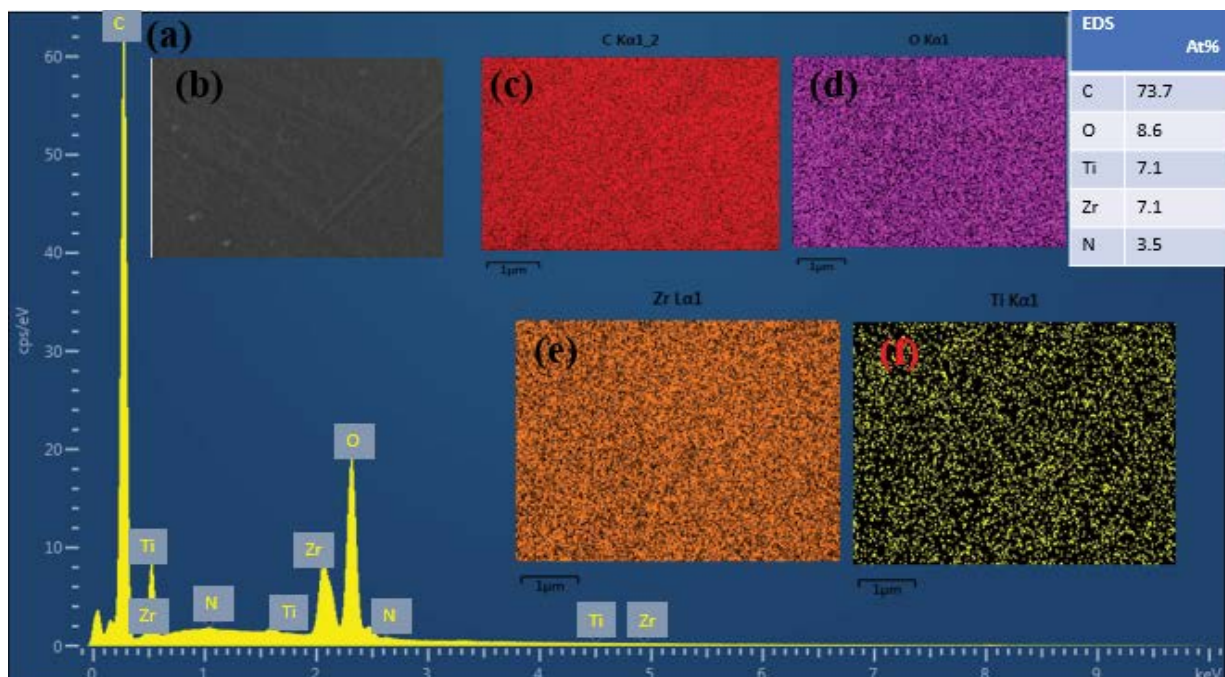 C
(a)
(b)
C Kα1_2
(c)
O Kα1
(d)
EDS
At%
C 73.7
O 8.6
Ti 7.1
Zr 7.1
N 3.5
1µm
1µm
Zr Lα1
(e)
Ti Kα1
(f)
1µm
1µm
60
50
40
30
20
10
0
cps/eV
O
Ti
Zr
Zr
N
Ti
N
Ti
Zr
0 1 2 3 4 5 6 7 8 9 keV